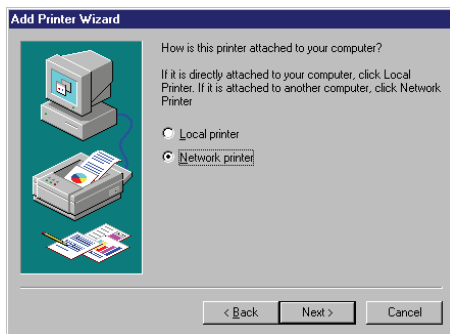 Add Printer Wizard
How is this printer attached to your computer?
If it is directly attached to your computer, click Local
Printer. If it is attached to another computer, click Network
Printer
Local printer
Network printer
< Back
Next >
Cancel